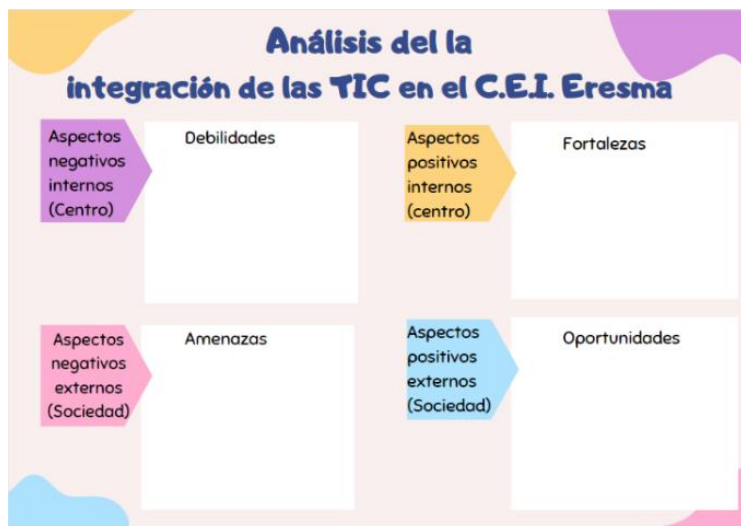 Análisis del la
integración de las TIC en el C.E.I. Eresma
Aspectos
negativos
internos
(Centro)
Debilidades
Aspectos
positivos
internos
(centro)
Fortalezas
Aspectos
negativos
externos
(Sociedad)
Amenazas
Aspectos
positivos
externos
(Sociedad)
Oportunidades